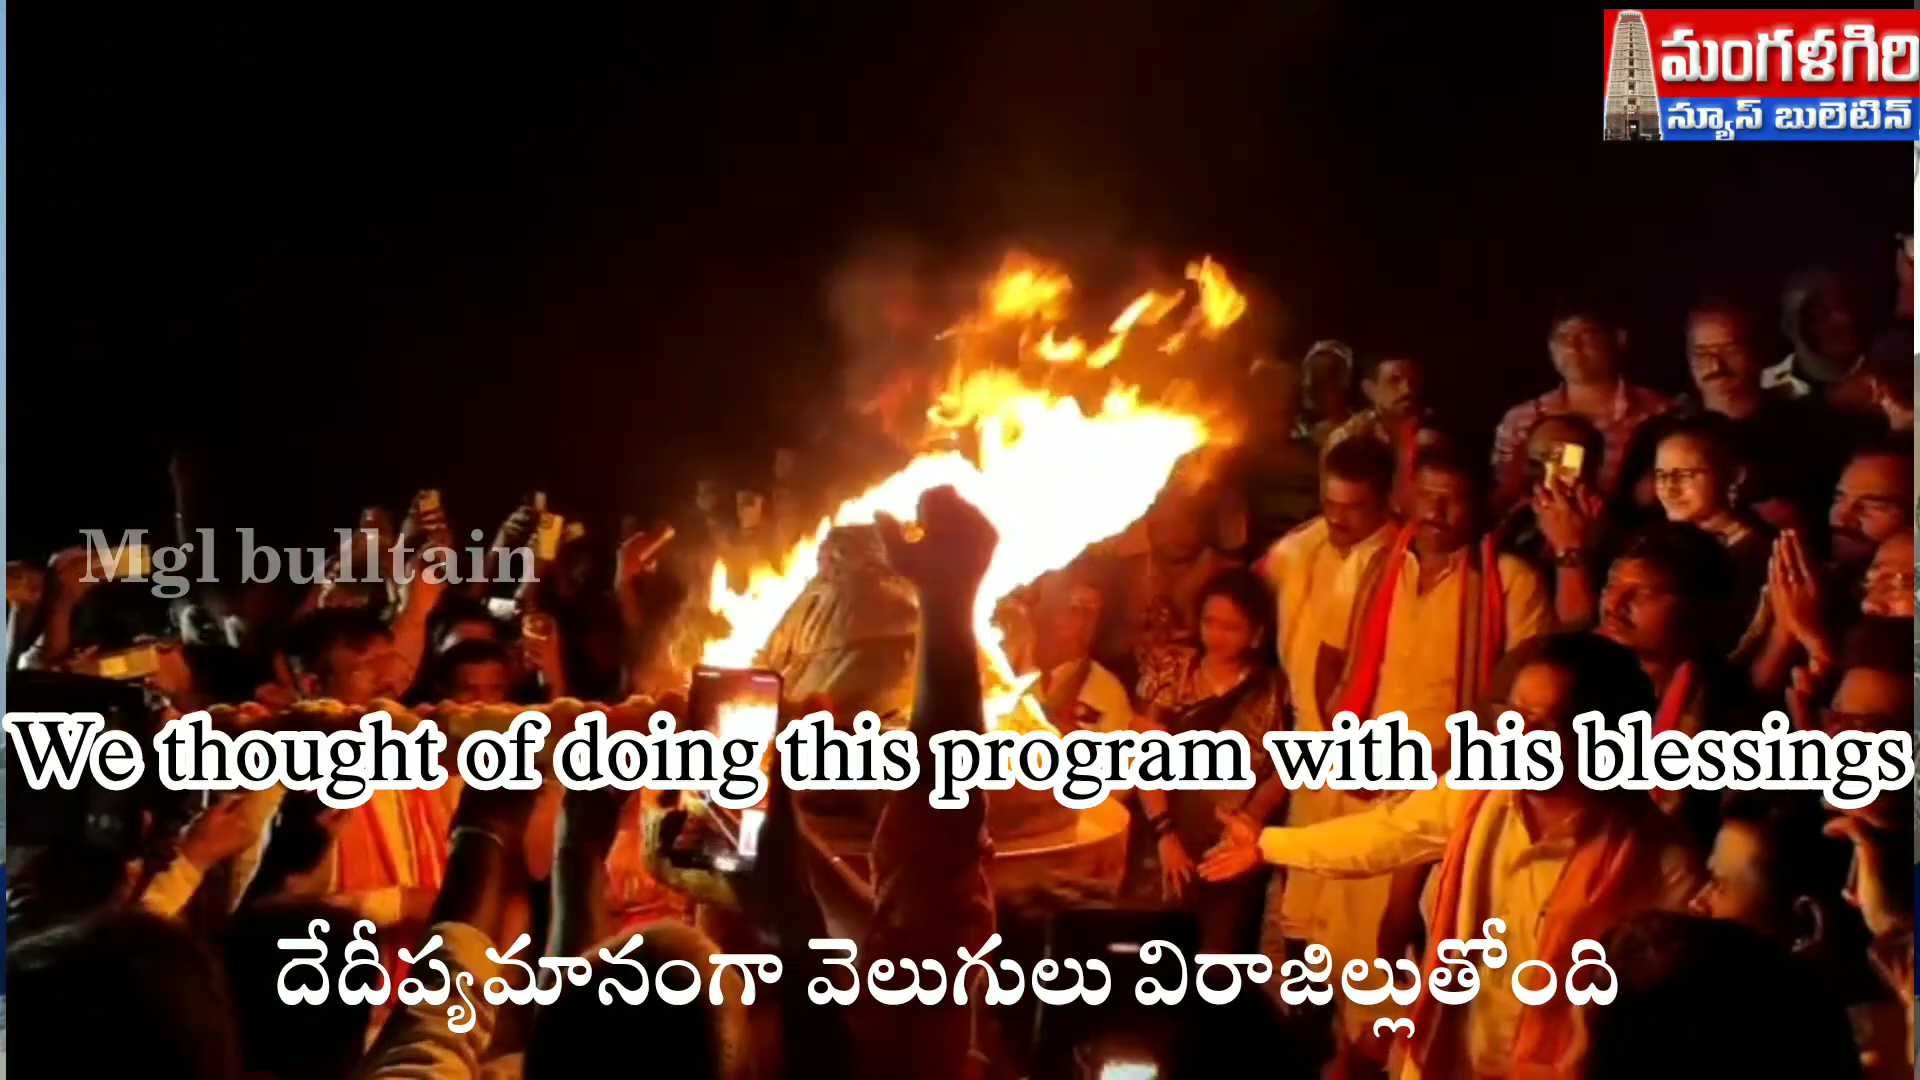 మంగళగిరి
న్యూస్ బులెటిన్
Mgl bulltain
We thought of doing this program with his blessings
దేదీప్యమానంగా వెలుగులు విరాజిల్లుతోంది